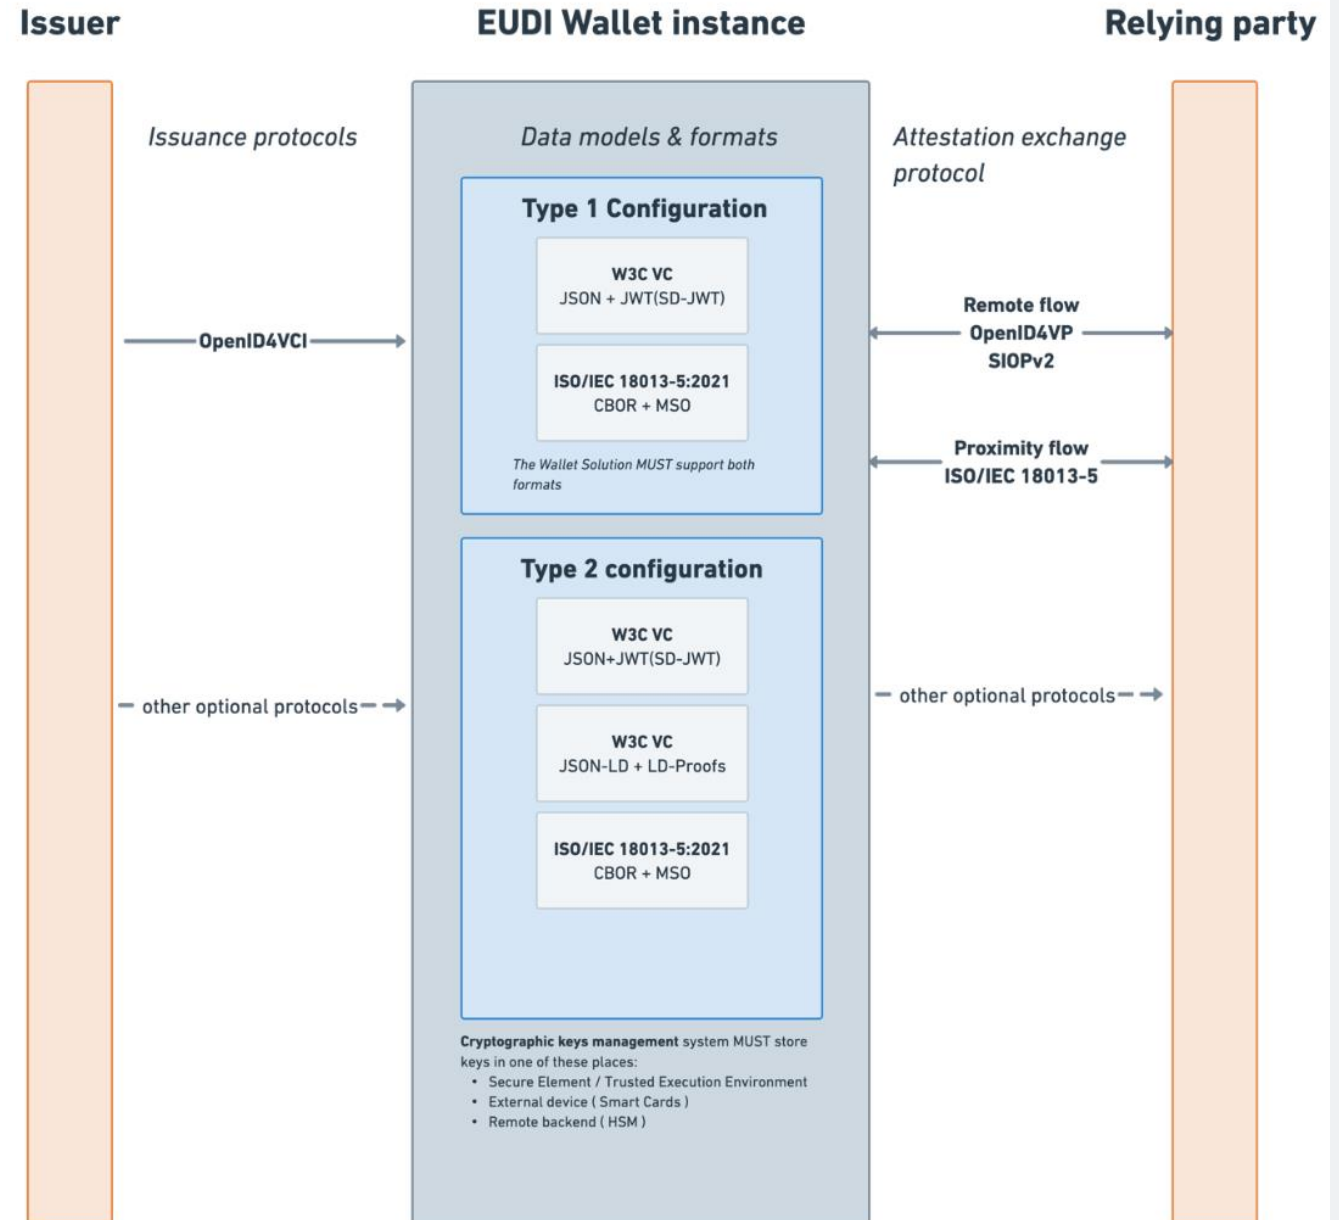 Issuer
EUDI Wallet instance
Relying party
Issuance protocols
Data models & formats
Attestation exchange
protocol
Type 1 Configuration
W3C VC
JSON + JWT(SD-JWT)
OpenID4VCI
Remote flow
OpenID4VP
SIOPv2
ISO/IEC 18013-5:2021
CBOR + MSO
Proximity flow
ISO/IEC 18013-5
The Wallet Solution MUST support both
formats
Type 2 configuration
W3C VC
JSON+JWT(SD-JWT)
other optional protocols
other optional protocols
W3C VC
JSON-LD + LD-Proofs
ISO/IEC 18013-5:2021
CBOR + MSO
Cryptographic keys management system MUST store
keys in one of these places:
• Secure Element / Trusted Execution Environment
• External device ( Smart Cards )
• Remote backend ( HSM )